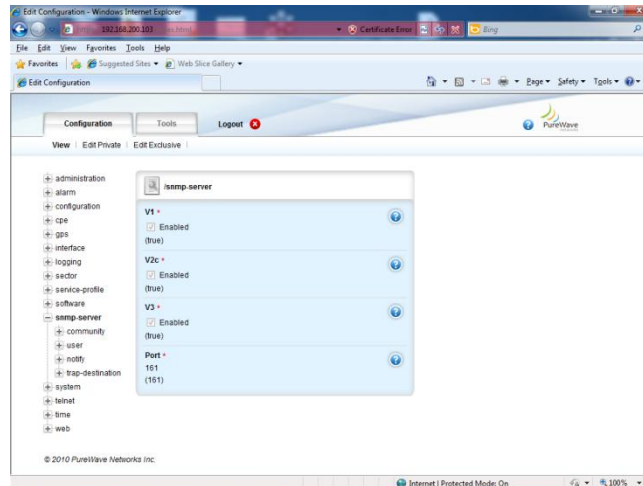 Edit Configuration - Windows Internet Explorer
192.168.200.103
Certificate Error
Bing
File Edit View Favorites Tools Help
Favorites Suggested Sites Web Slice Gallery
Edit Configuration
Page Safety Tools
Configuration Tools Logout
PureWave
View Edit Private Edit Exclusive
administration
alarm
configuration
cpe
gps
interface
logging
sector
service-profile
software
snmp-server
community
user
notify
trap-destination
system
telnet
time
web
/snmp-server
V1 *
Enabled
(true)
V2c *
Enabled
(true)
V3 *
Enabled
(true)
Port *
161
(161)
© 2010 PureWave Networks Inc.
Internet | Protected Mode: On
100%